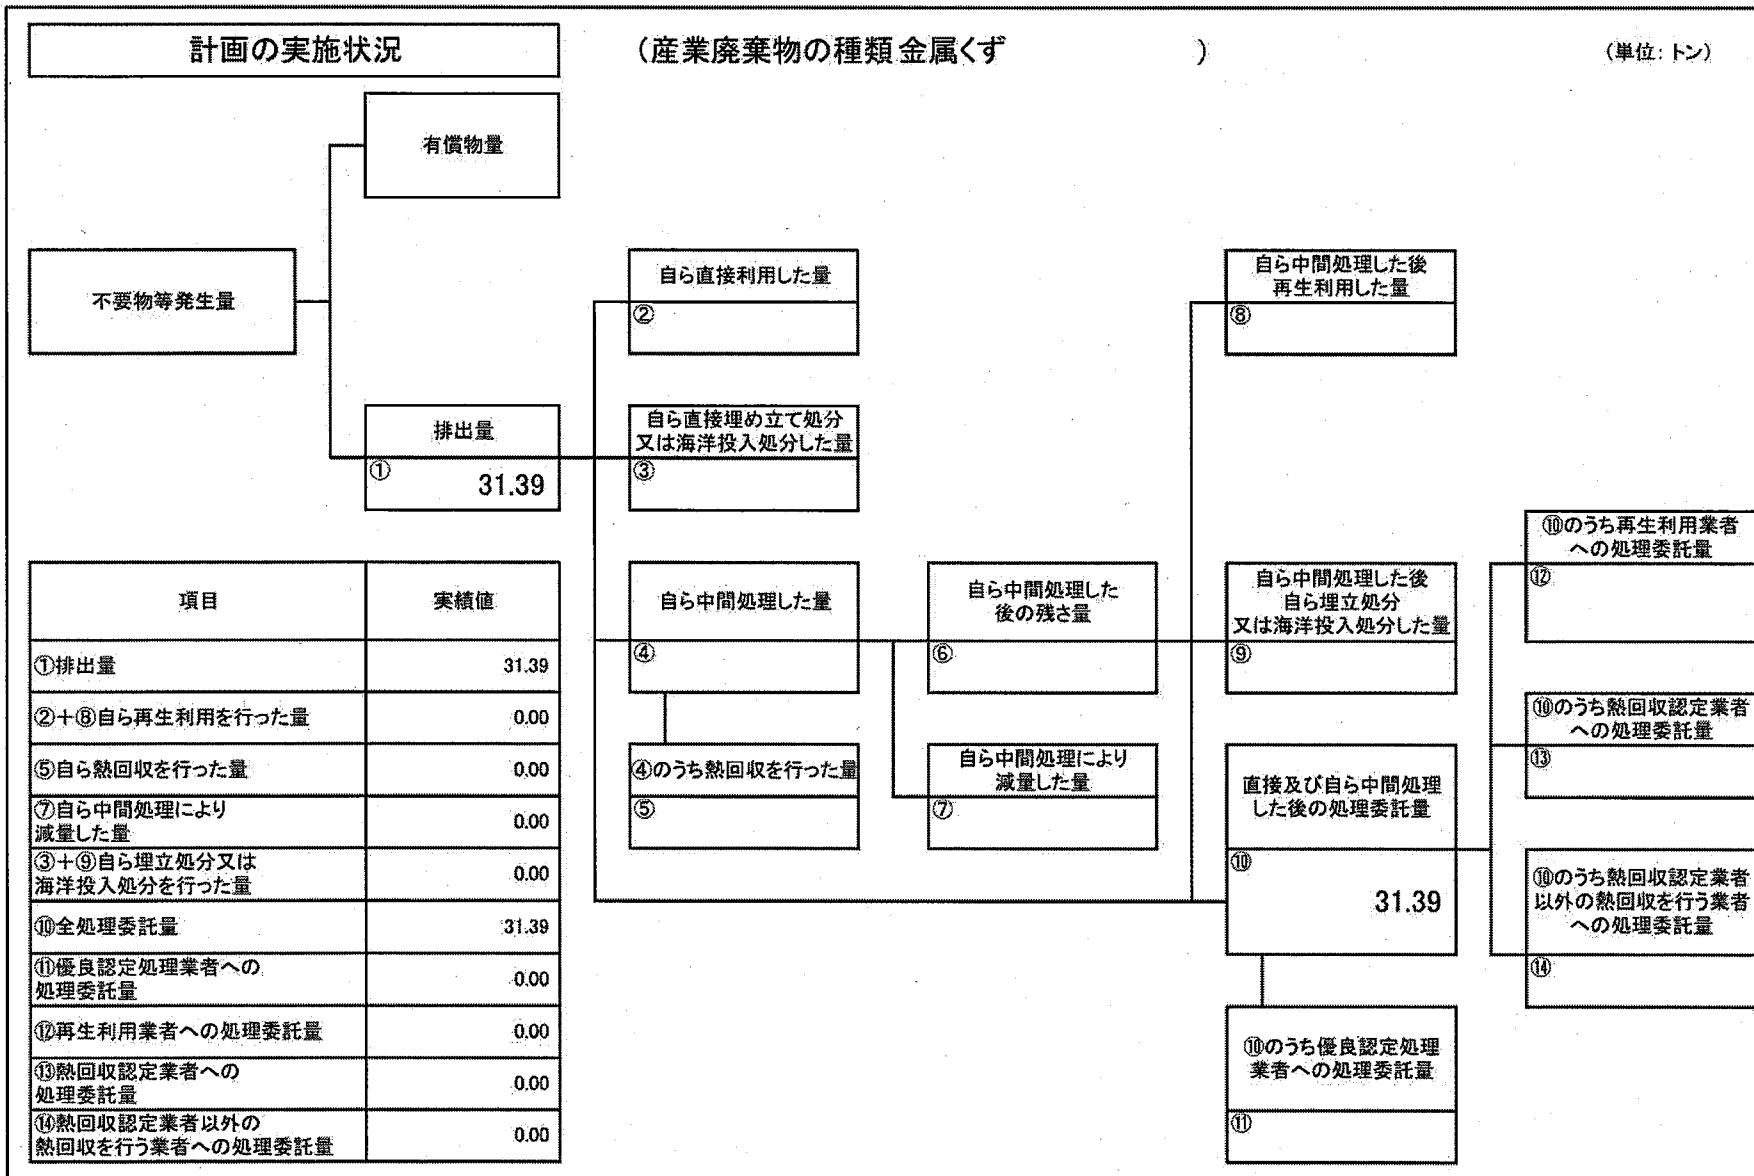 計画の実施状況
(産業廃棄物の種類 金属くず )
(単位: トン)
有償物量
不要物等発生量
排出量
① 31.39
自ら直接利用した量
②
自ら直接埋め立て処分
又は海洋投入処分した量
③
自ら中間処理した量
④
④のうち熱回収を行った量
⑤
自ら中間処理した
後の残さ量
⑥
自ら中間処理により
減量した量
⑦
自ら中間処理した後
再生利用した量
⑧
自ら中間処理した後
自ら埋立処分
又は海洋投入処分した量
⑨
直接及び自ら中間処理
した後の処理委託量
⑩
31.39
⑩のうち優良認定処理
業者への処理委託量
⑪
⑩のうち再生利用業者
への処理委託量
⑫
⑩のうち熱回収認定業者
への処理委託量
⑬
⑩のうち熱回収認定業者
以外の熱回収を行う業者
への処理委託量
⑭
項目 実績値
①排出量 31.39
②+⑧自ら再生利用を行った量 0.00
⑤自ら熱回収を行った量 0.00
⑦自ら中間処理により
減量した量 0.00
③+⑨自ら埋立処分又は
海洋投入処分を行った量 0.00
⑩全処理委託量 31.39
⑪優良認定処理業者への
処理委託量 0.00
⑫再生利用業者への処理委託量 0.00
⑬熱回収認定業者への
処理委託量 0.00
⑭熱回収認定業者以外の
熱回収を行う業者への処理委託量 0.00